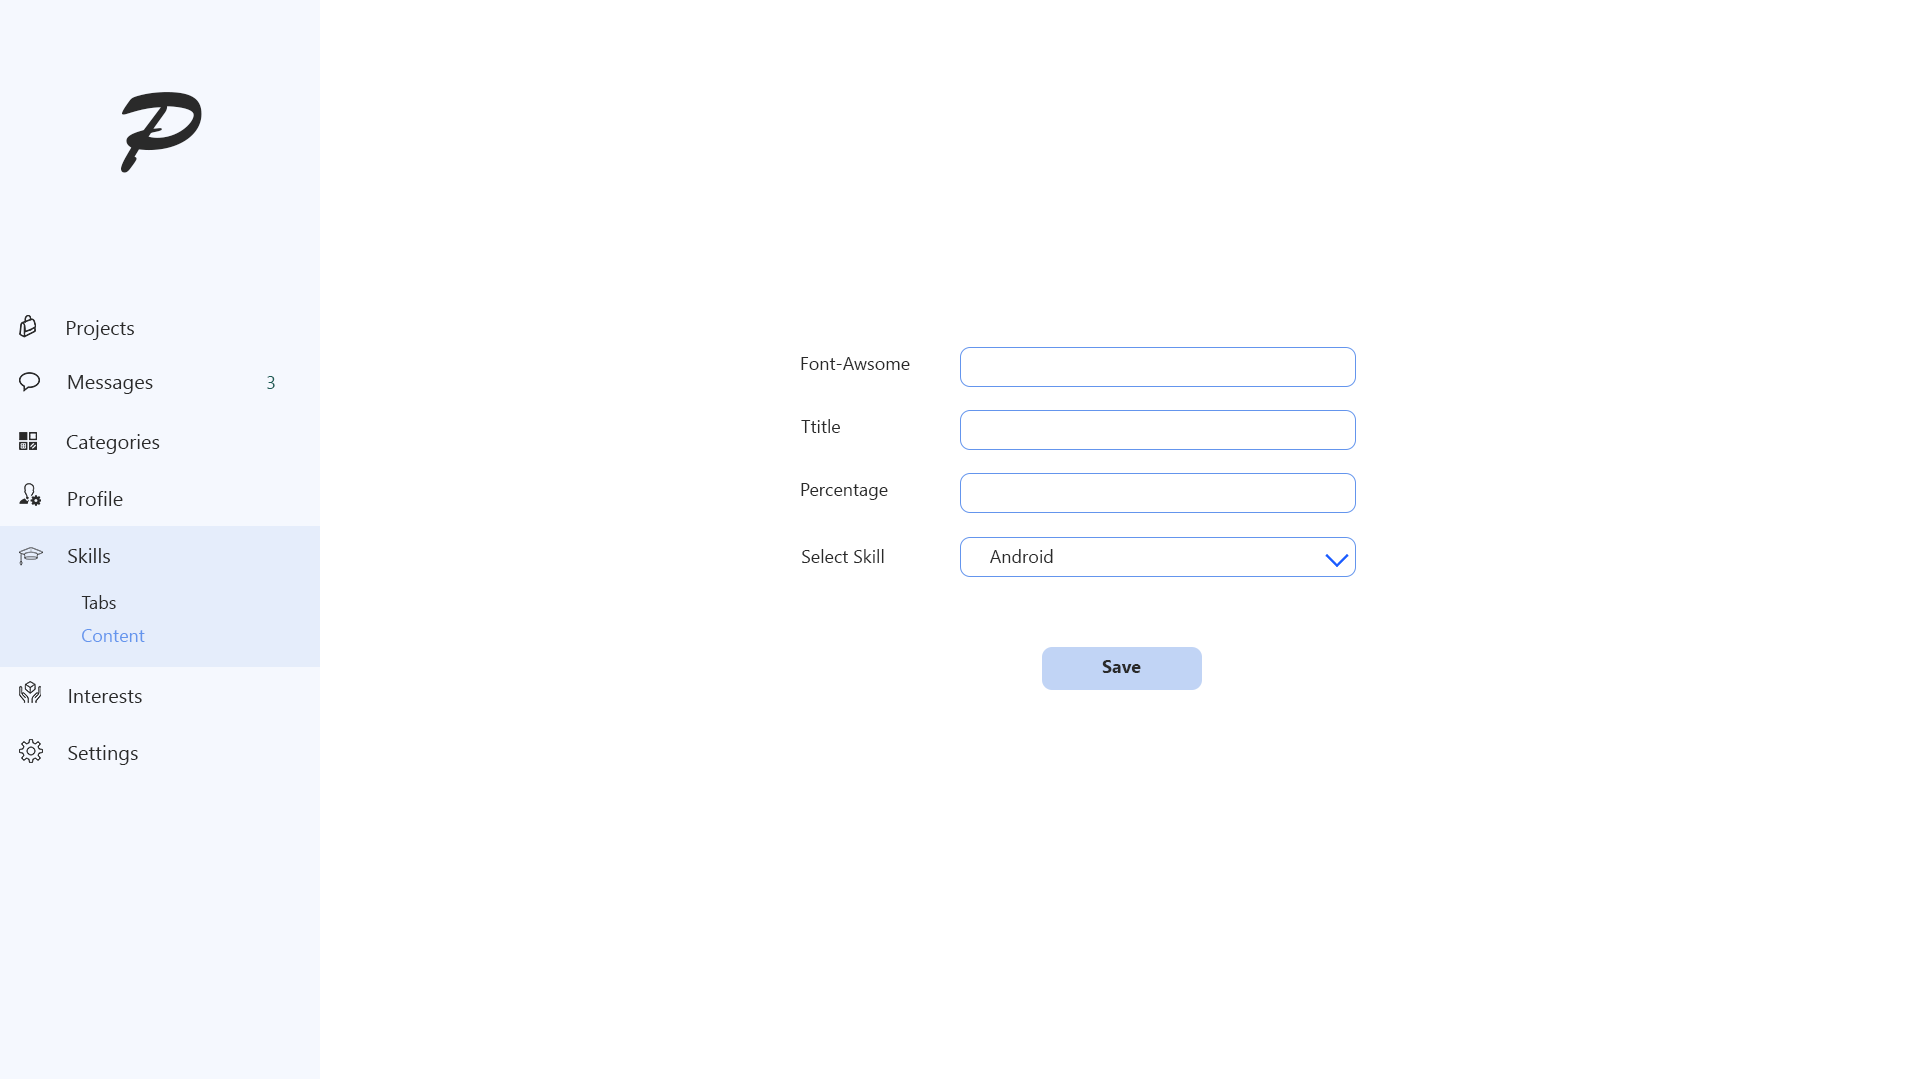 P
Projects
Messages 3
Categories
Profile
Skills
Tabs
Content
Interests
Settings
Font-Awsome
Ttitle
Percentage
Select Skill Android
Save